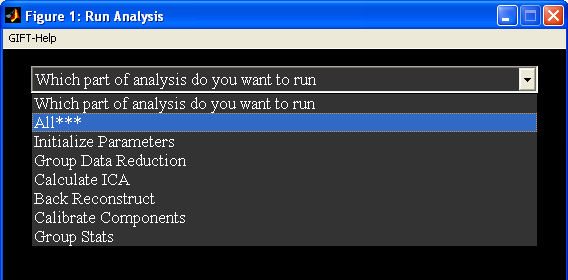 Figure 1: Run Analysis
GIFT-Help
Which part of analysis do you want to run
Which part of analysis do you want to run
All***
Initialize Parameters
Group Data Reduction
Calculate ICA
Back Reconstruct
Calibrate Components
Group Stats